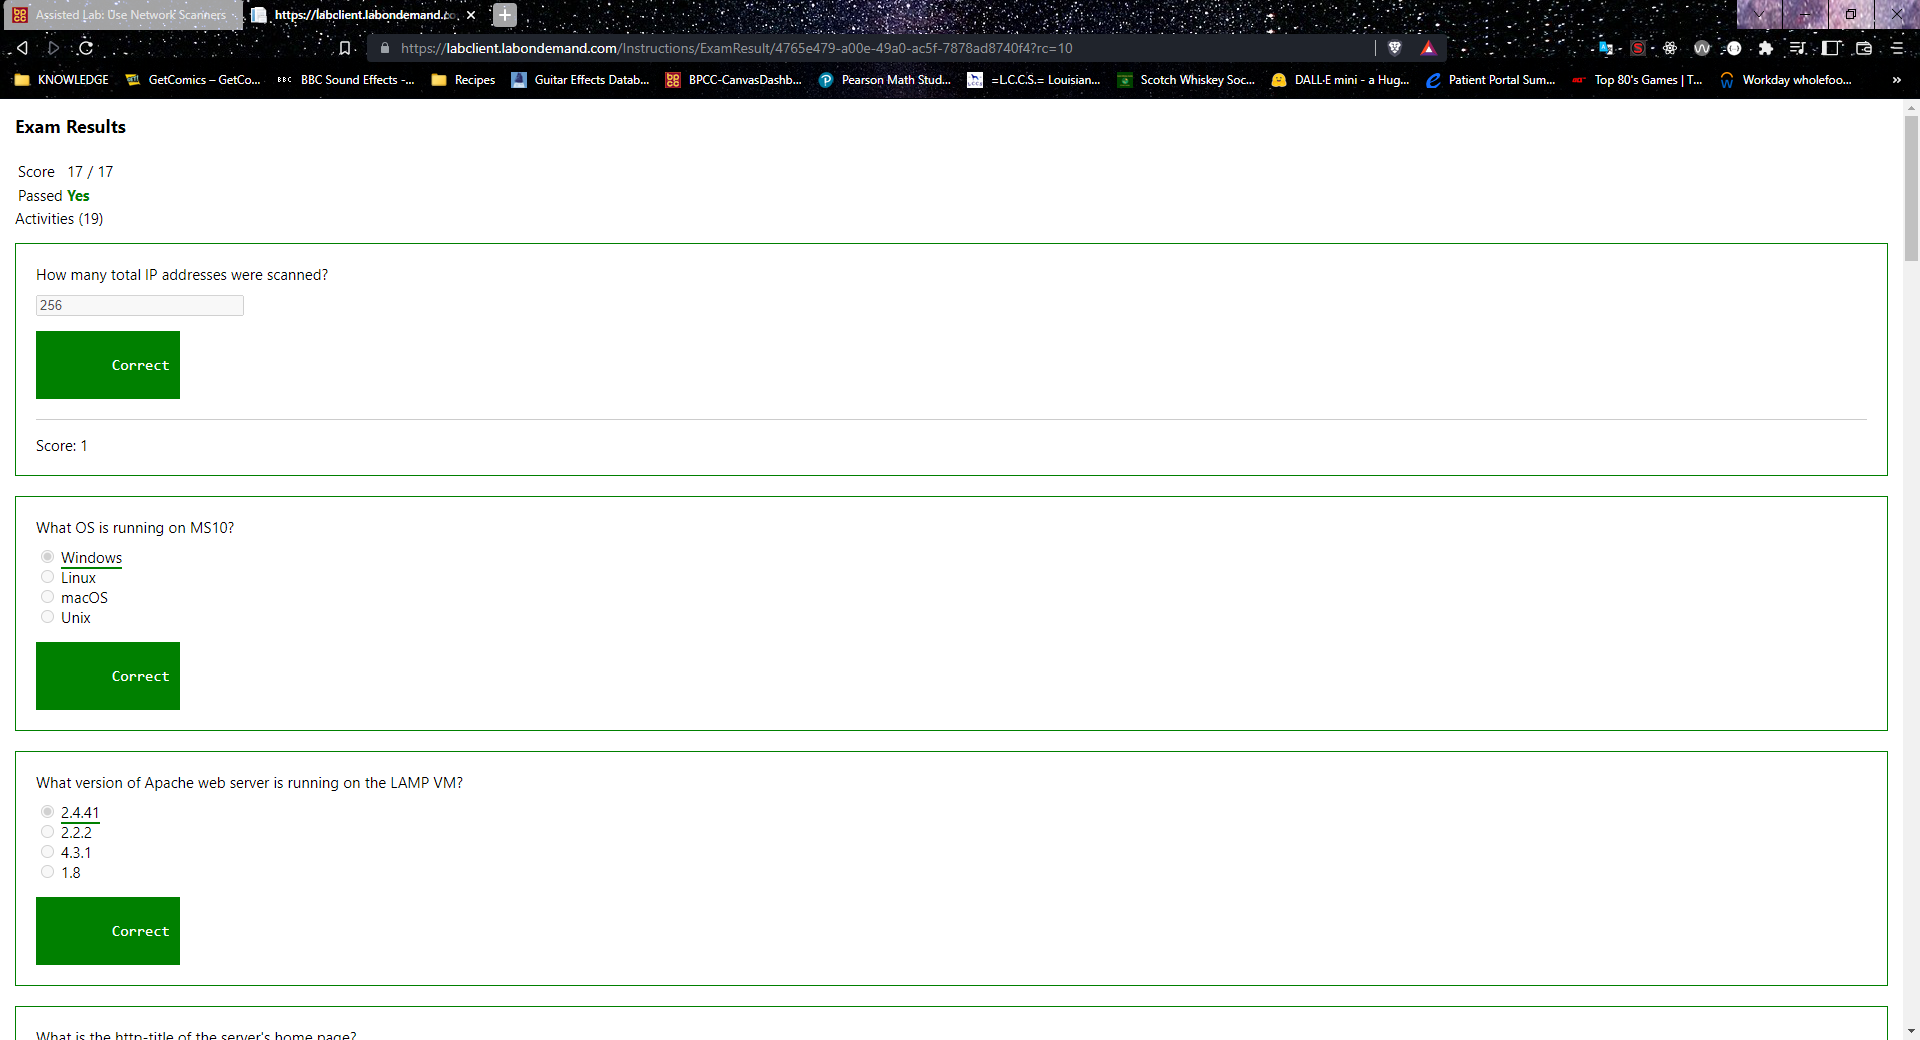 Assisted Lab: Use Network Scanners
https://labclient.labondemand.co
https://labclient.labondemand.com/Instructions/ExamResult/4765e479-a00e-49a0-ac5f-7878ad8740f4?rc=10
KNOWLEDGE
GetComics – GetCo...
BBC
BBC Sound Effects -...
Recipes
Guitar Effects Datab...
BPCC-CanvasDashb...
Pearson Math Stud...
=L.C.C.S.= Louisian...
Scotch Whiskey Soc...
DALL·E mini - a Hug...
Patient Portal Sum...
Top 80's Games | T...
Workday wholefoo...
»
Exam Results
Score 17 / 17
Passed Yes
Activities (19)
How many total IP addresses were scanned?
256
Correct
Score: 1
What OS is running on MS10?
Windows
Linux
macOS
Unix
Correct
What version of Apache web server is running on the LAMP VM?
2.4.41
2.2.2
4.3.1
1.8
Correct
What is the http-title of the server's home page?